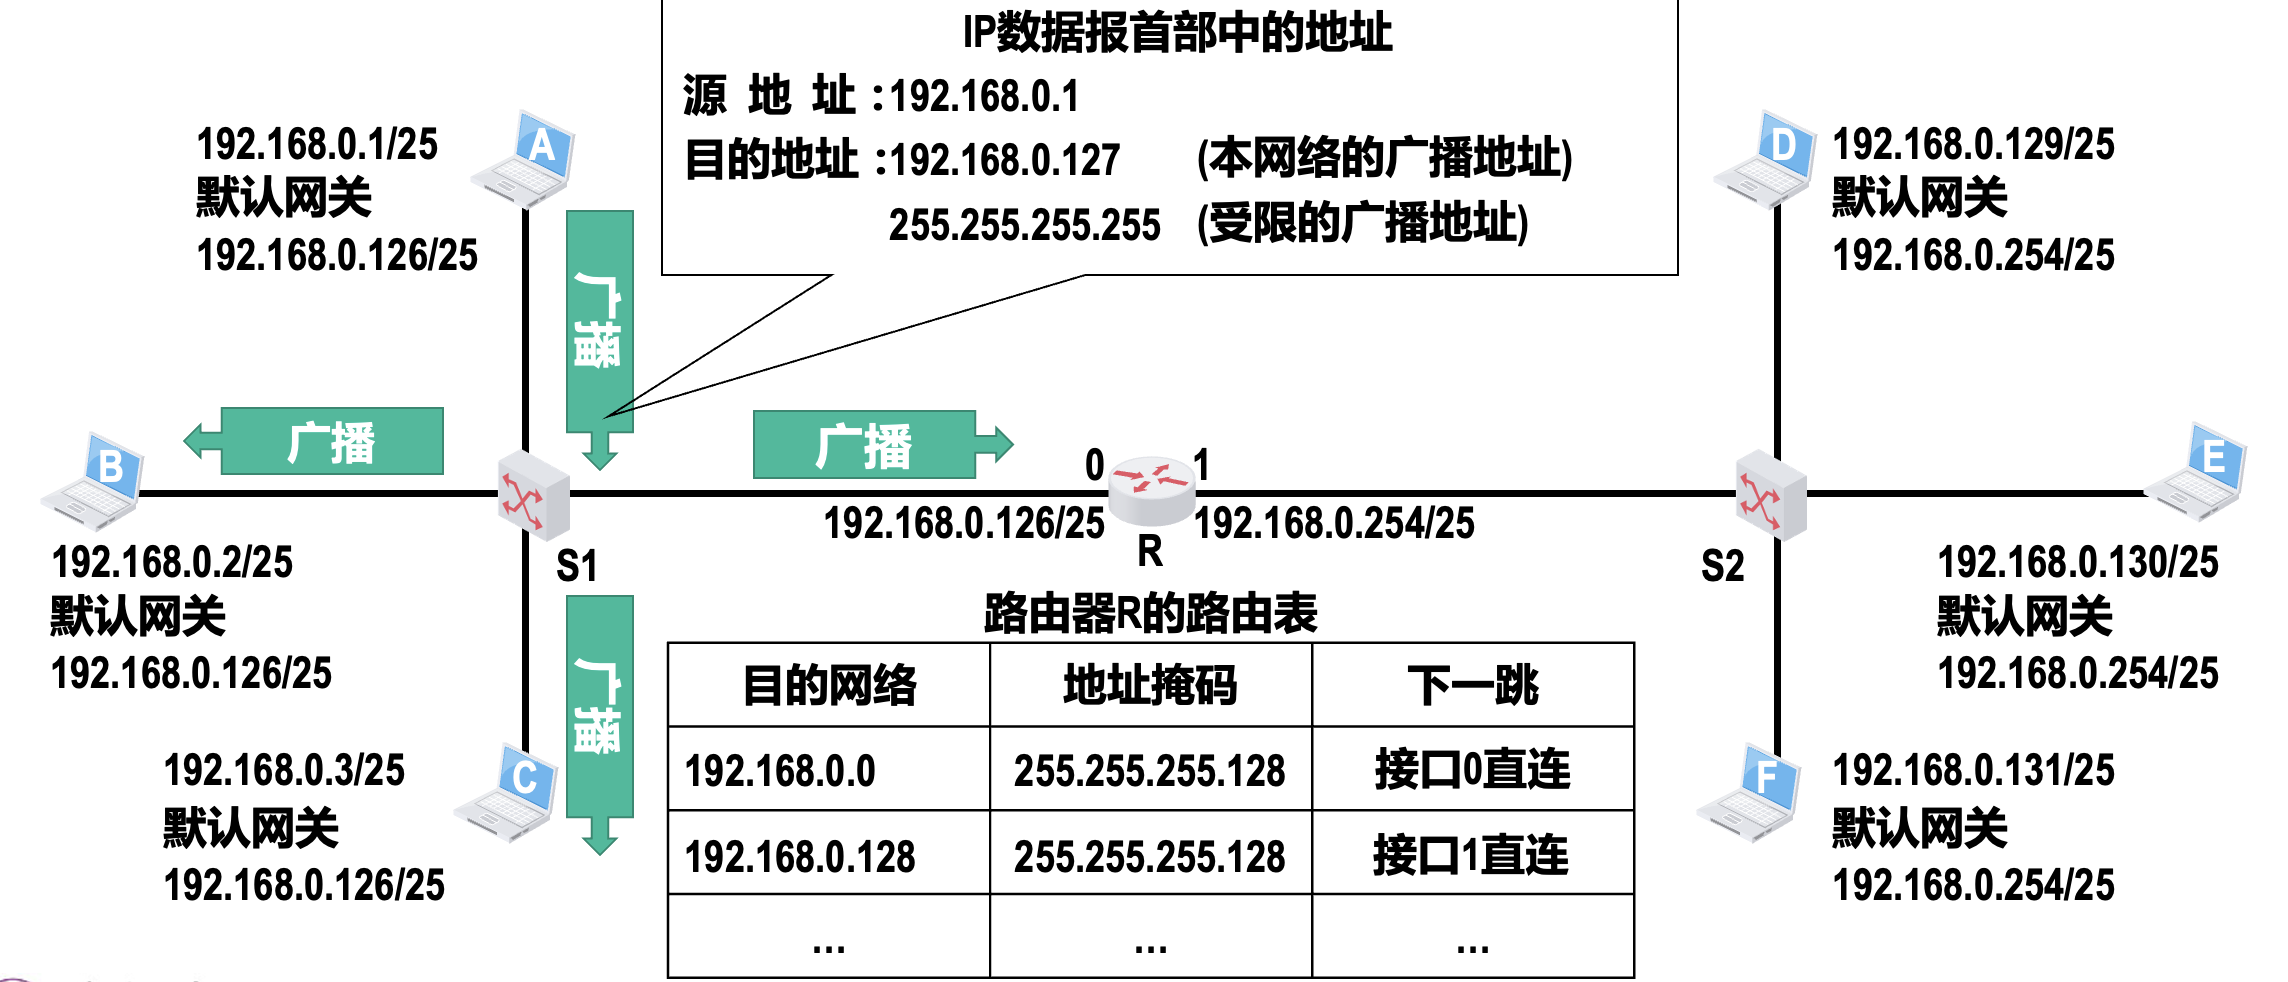 IP数据报首部中的地址
源 地 址：192.168.0.1
目的地址：192.168.0.127 (本网络的广播地址)
255.255.255.255 (受限的广播地址)
A
192.168.0.1/25
默认网关
192.168.0.126/25
D
192.168.0.129/25
默认网关
192.168.0.254/25
广播
广播
广播
B
192.168.0.2/25
默认网关
192.168.0.126/25
S1
0
1
192.168.0.126/25
192.168.0.254/25
R
S2
E
192.168.0.130/25
默认网关
192.168.0.254/25
广播
C
192.168.0.3/25
默认网关
192.168.0.126/25
路由器R的路由表
目的网络 地址掩码 下一跳
192.168.0.0 255.255.255.128 接口0直连
192.168.0.128 255.255.255.128 接口1直连
... ... ...
F
192.168.0.131/25
默认网关
192.168.0.254/25